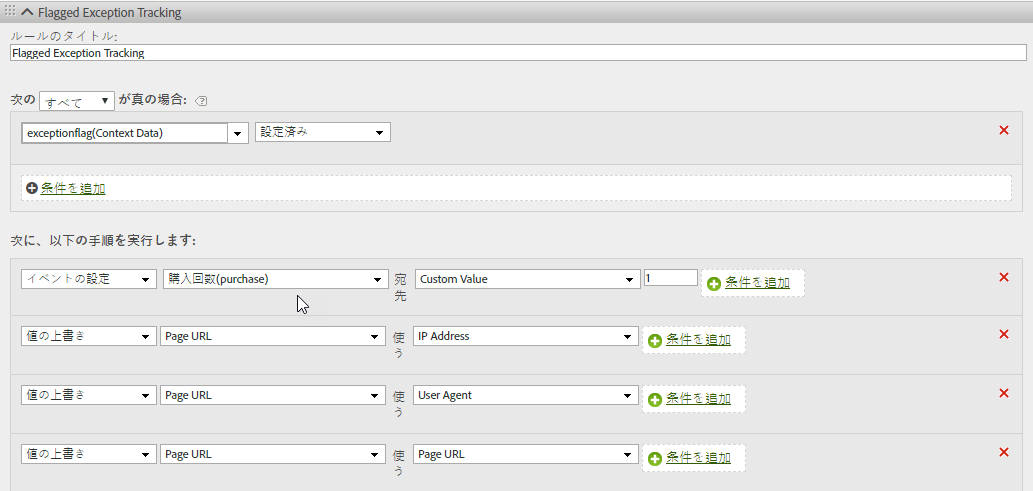 Flagged Exception Tracking
ルールのタイトル:
Flagged Exception Tracking
次の すべて が真の場合: ?
exceptionflag(Context Data) 設定済み
条件を追加
次に、以下の手順を実行します:
イベントの設定 購入回数(purchase) 宛先 Custom Value 1 条件を追加
値の上書き Page URL 使う IP Address 条件を追加
値の上書き Page URL 使う User Agent 条件を追加
値の上書き Page URL 使う Page URL 条件を追加